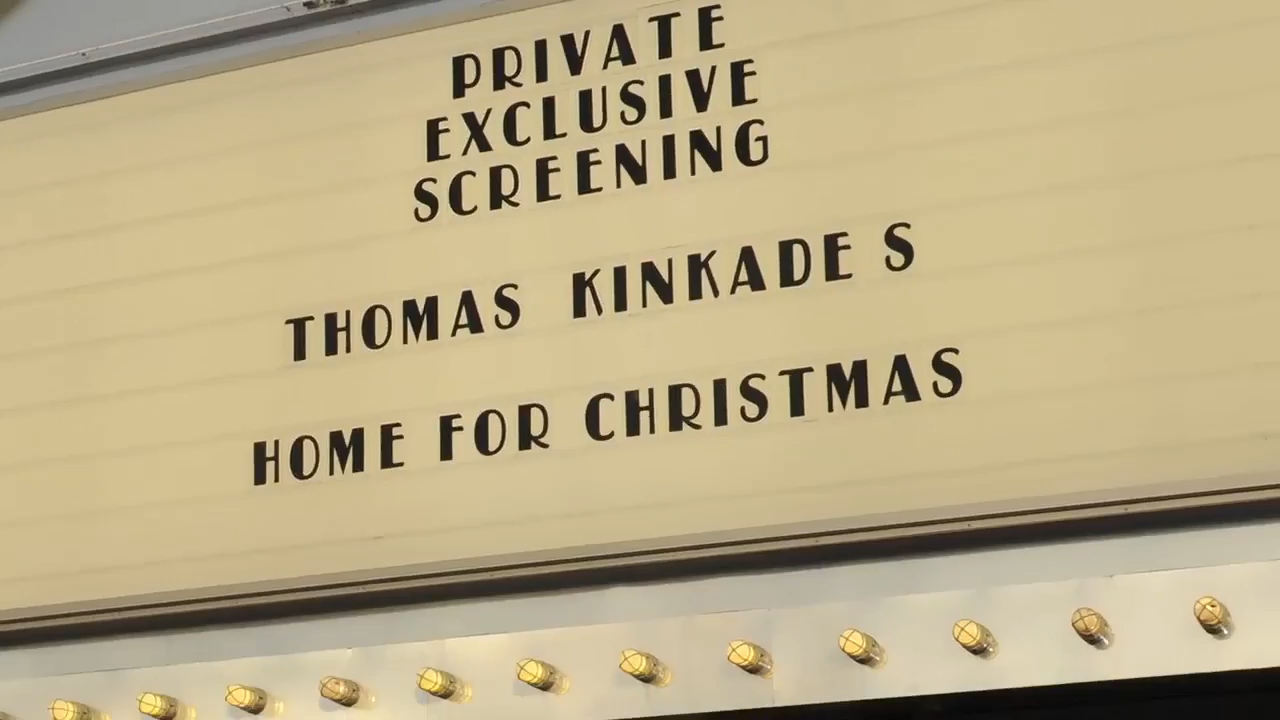 PRIVATE
EXCLUSIVE
SCREENING
THOMAS KINKADE S
HOME FOR CHRISTMAS